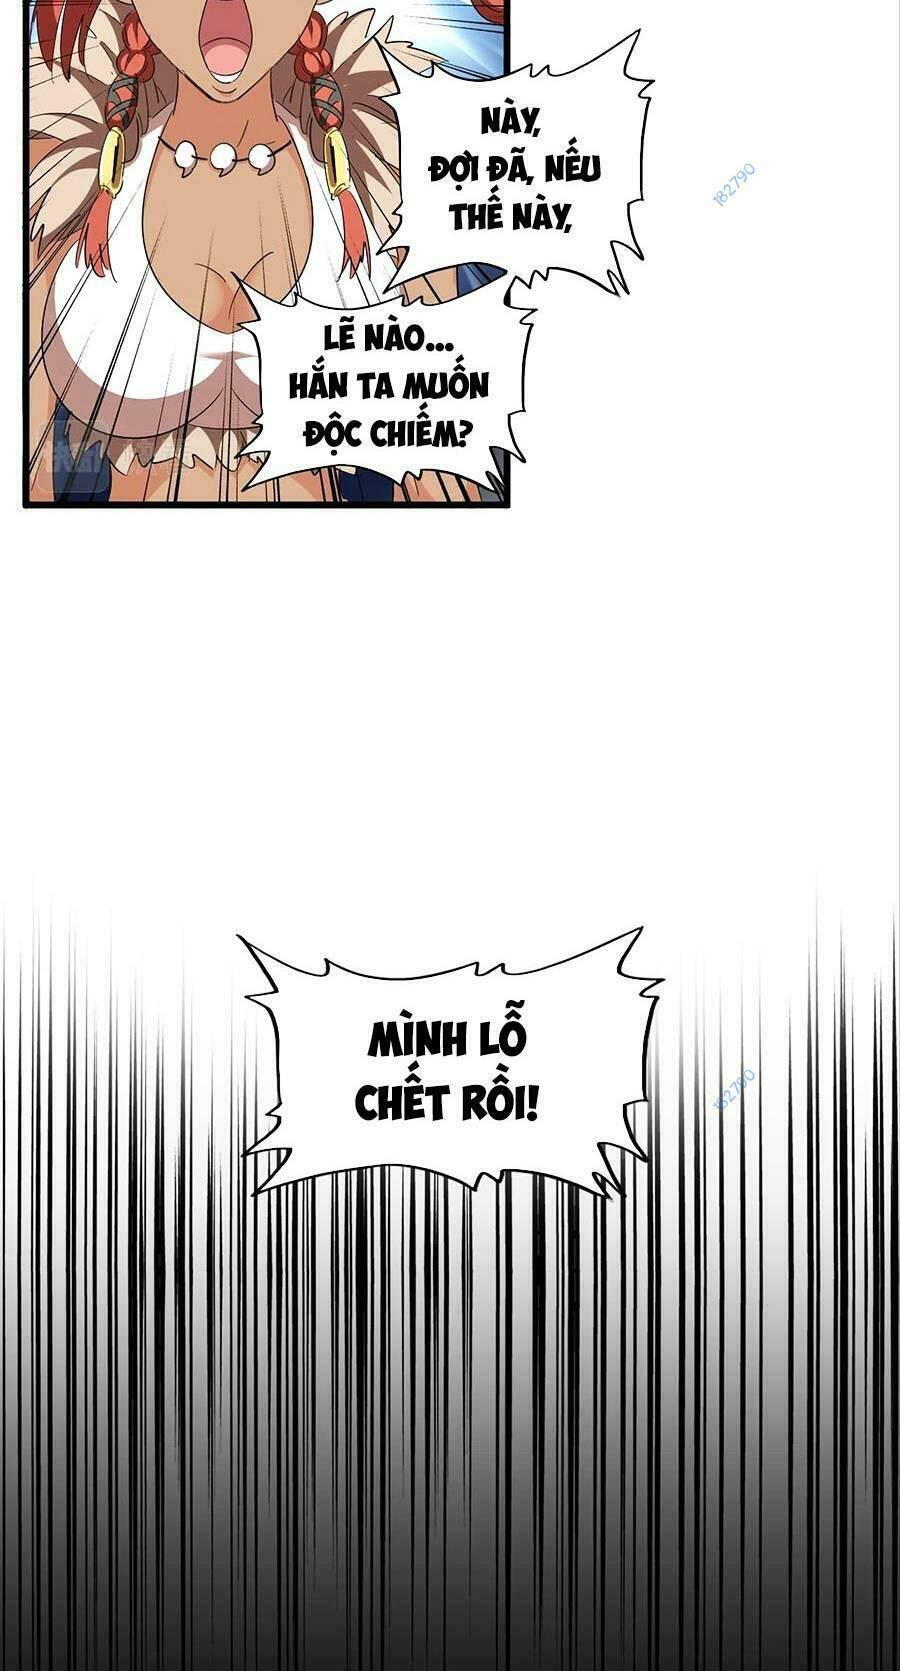 NÀY,
ĐỢI ĐÃ, NẾU
THẾ NÀY,
182790
LẼ NÀO...
HẮN TA MUỐN
ĐỘC CHIẾM?
MÌNH LỖ
CHẾT RỒI!
182790